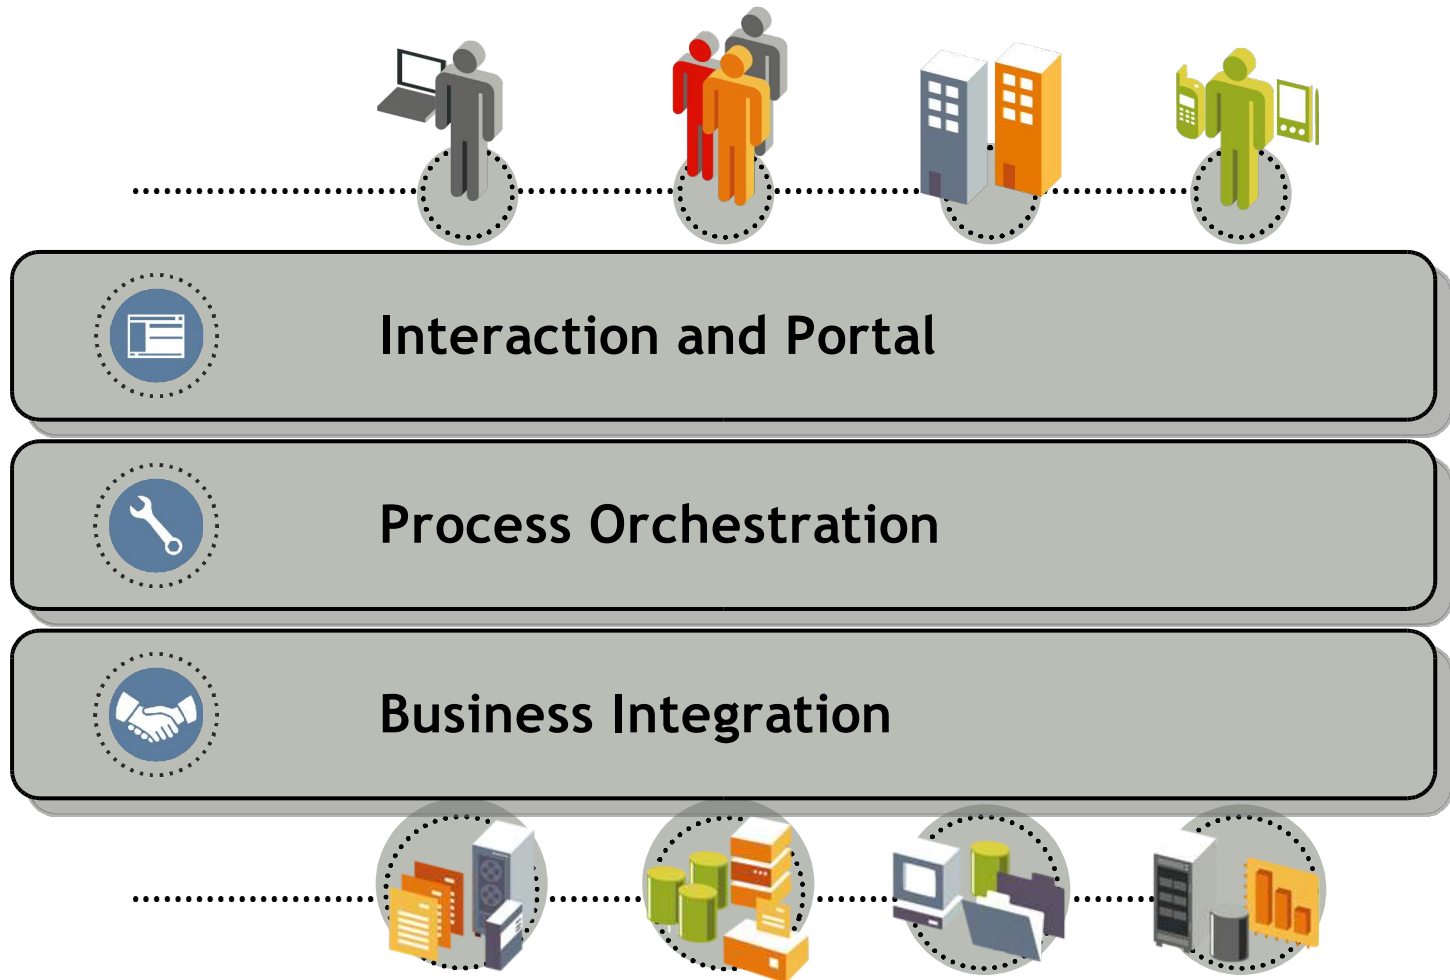 Interaction and Portal
Process Orchestration
Business Integration